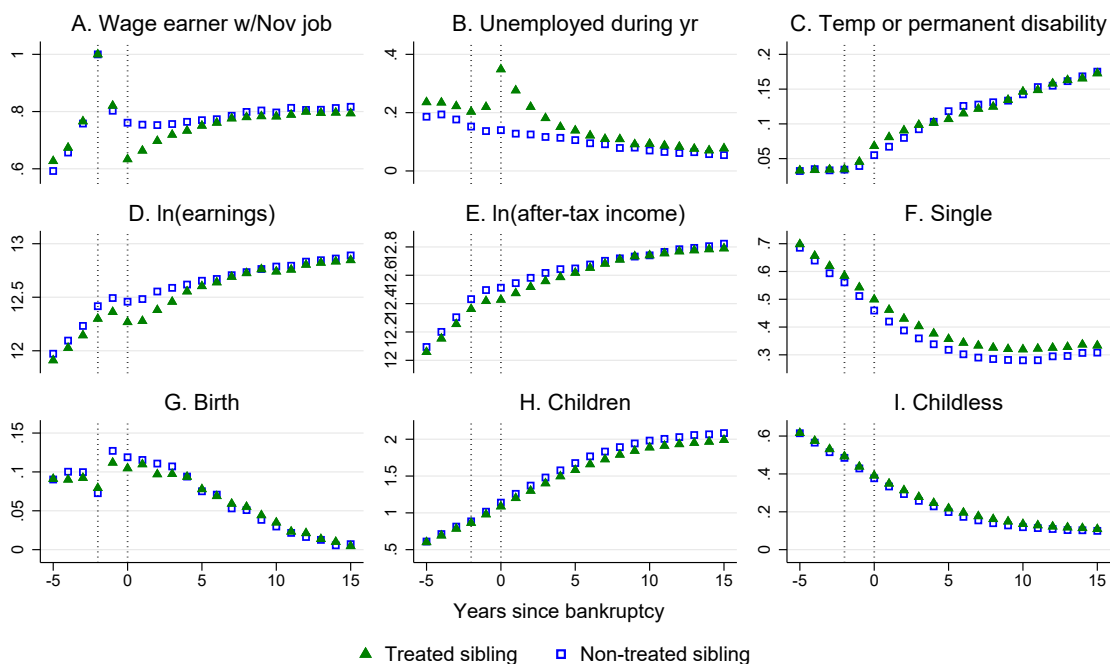 A. Wage earner w/Nov job
B. Unemployed during yr
C. Temp or permanent disability
1
.8
.6
.4
.2
0
.2
.15
.1
.05
D. ln(earnings)
E. ln(after-tax income)
F. Single
13
12.5
12
12 12.2 12.4 12.6 12.8
.7
.6
.5
.4
.3
G. Birth
H. Children
I. Childless
.15
.1
.05
0
2
1.5
1
.5
.6
.4
.2
0
-5 0 5 10 15
-5 0 5 10 15
-5 0 5 10 15
Years since bankruptcy
Treated sibling
Non-treated sibling